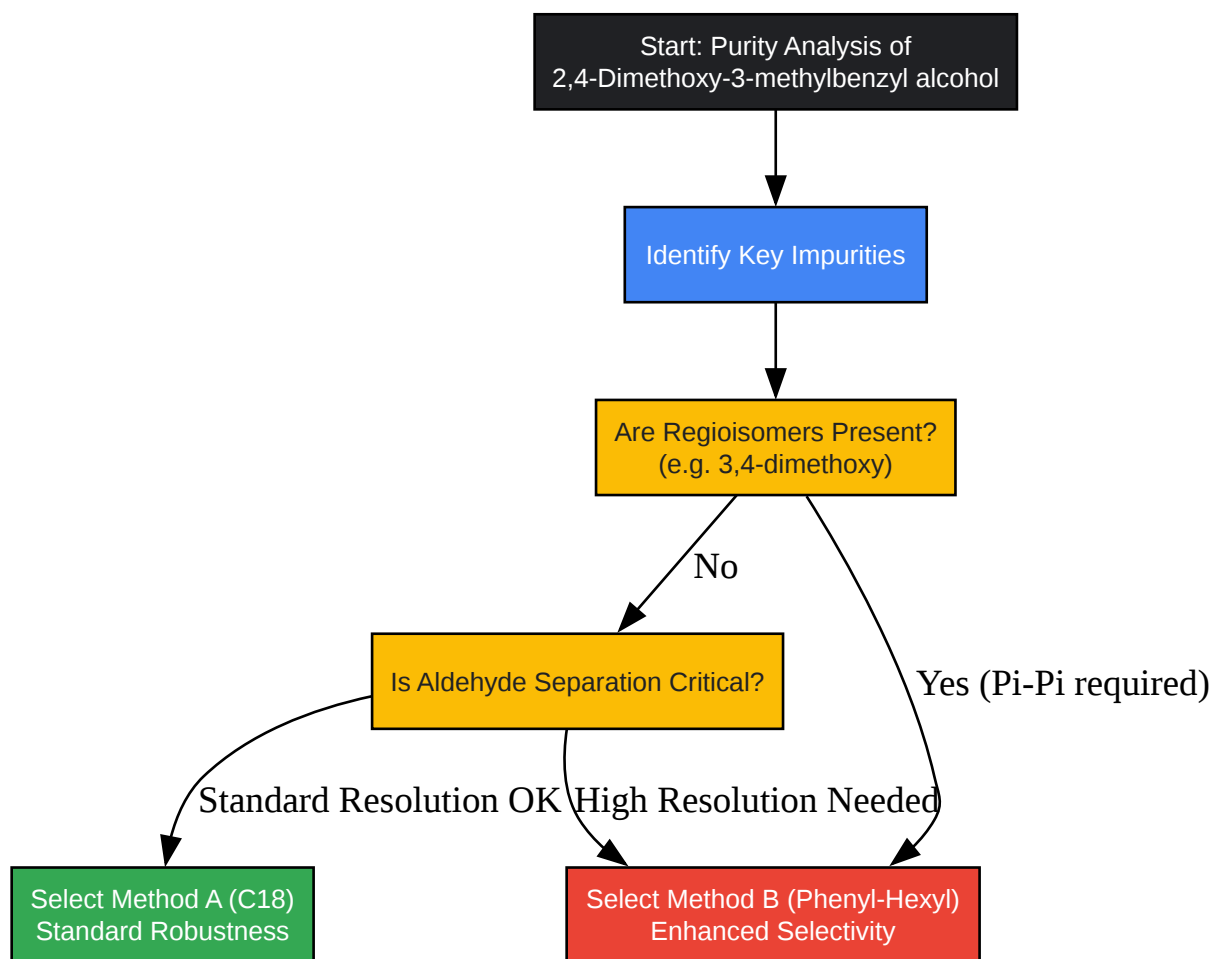 Start: Purity Analysis of
2,4-Dimethoxy-3-methylbenzyl alcohol
Identify Key Impurities
Are Regioisomers Present?
(e.g. 3,4-dimethoxy)
No
Is Aldehyde Separation Critical?
Yes (Pi-Pi required)
Standard Resolution OK
High Resolution Needed
Select Method A (C18)
Standard Robustness
Select Method B (Phenyl-Hexyl)
Enhanced Selectivity